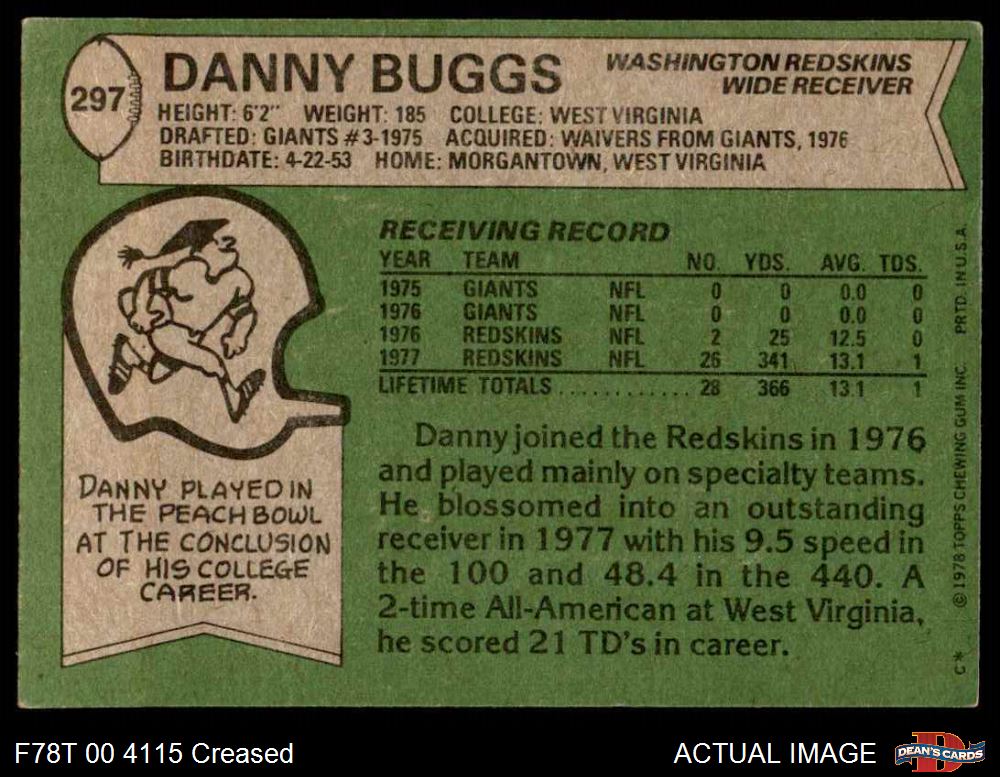 297
DANNY BUGGS
WASHINGTON REDSKINS
WIDE RECEIVER
HEIGHT: 6'2" WEIGHT: 185 COLLEGE: WEST VIRGINIA
DRAFTED: GIANTS #3-1975 ACQUIRED: WAIVERS FROM GIANTS, 1976
BIRTHDATE: 4-22-53 HOME: MORGANTOWN, WEST VIRGINIA
RECEIVING RECORD
YEAR TEAM NO. YDS. AVG. TDS.
1975 GIANTS NFL 0 0 0.0 0
1976 GIANTS NFL 0 0 0.0 0
1976 REDSKINS NFL 2 25 12.5 0
1977 REDSKINS NFL 26 341 13.1 1
LIFETIME TOTALS............ 28 366 13.1 1
DANNY PLAYED IN
THE PEACH BOWL
AT THE CONCLUSION
OF HIS COLLEGE
CAREER.
Danny joined the Redskins in 1976
and played mainly on specialty teams.
He blossomed into an outstanding
receiver in 1977 with his 9.5 speed in
the 100 and 48.4 in the 440. A
2-time All-American at West Virginia,
he scored 21 TD's in career.
C* © 1978 TOPPS CHEWING GUM INC. PRTD. IN U.S.A.
F78T 00 4115 Creased
ACTUAL IMAGE
DEAN'S CARDS